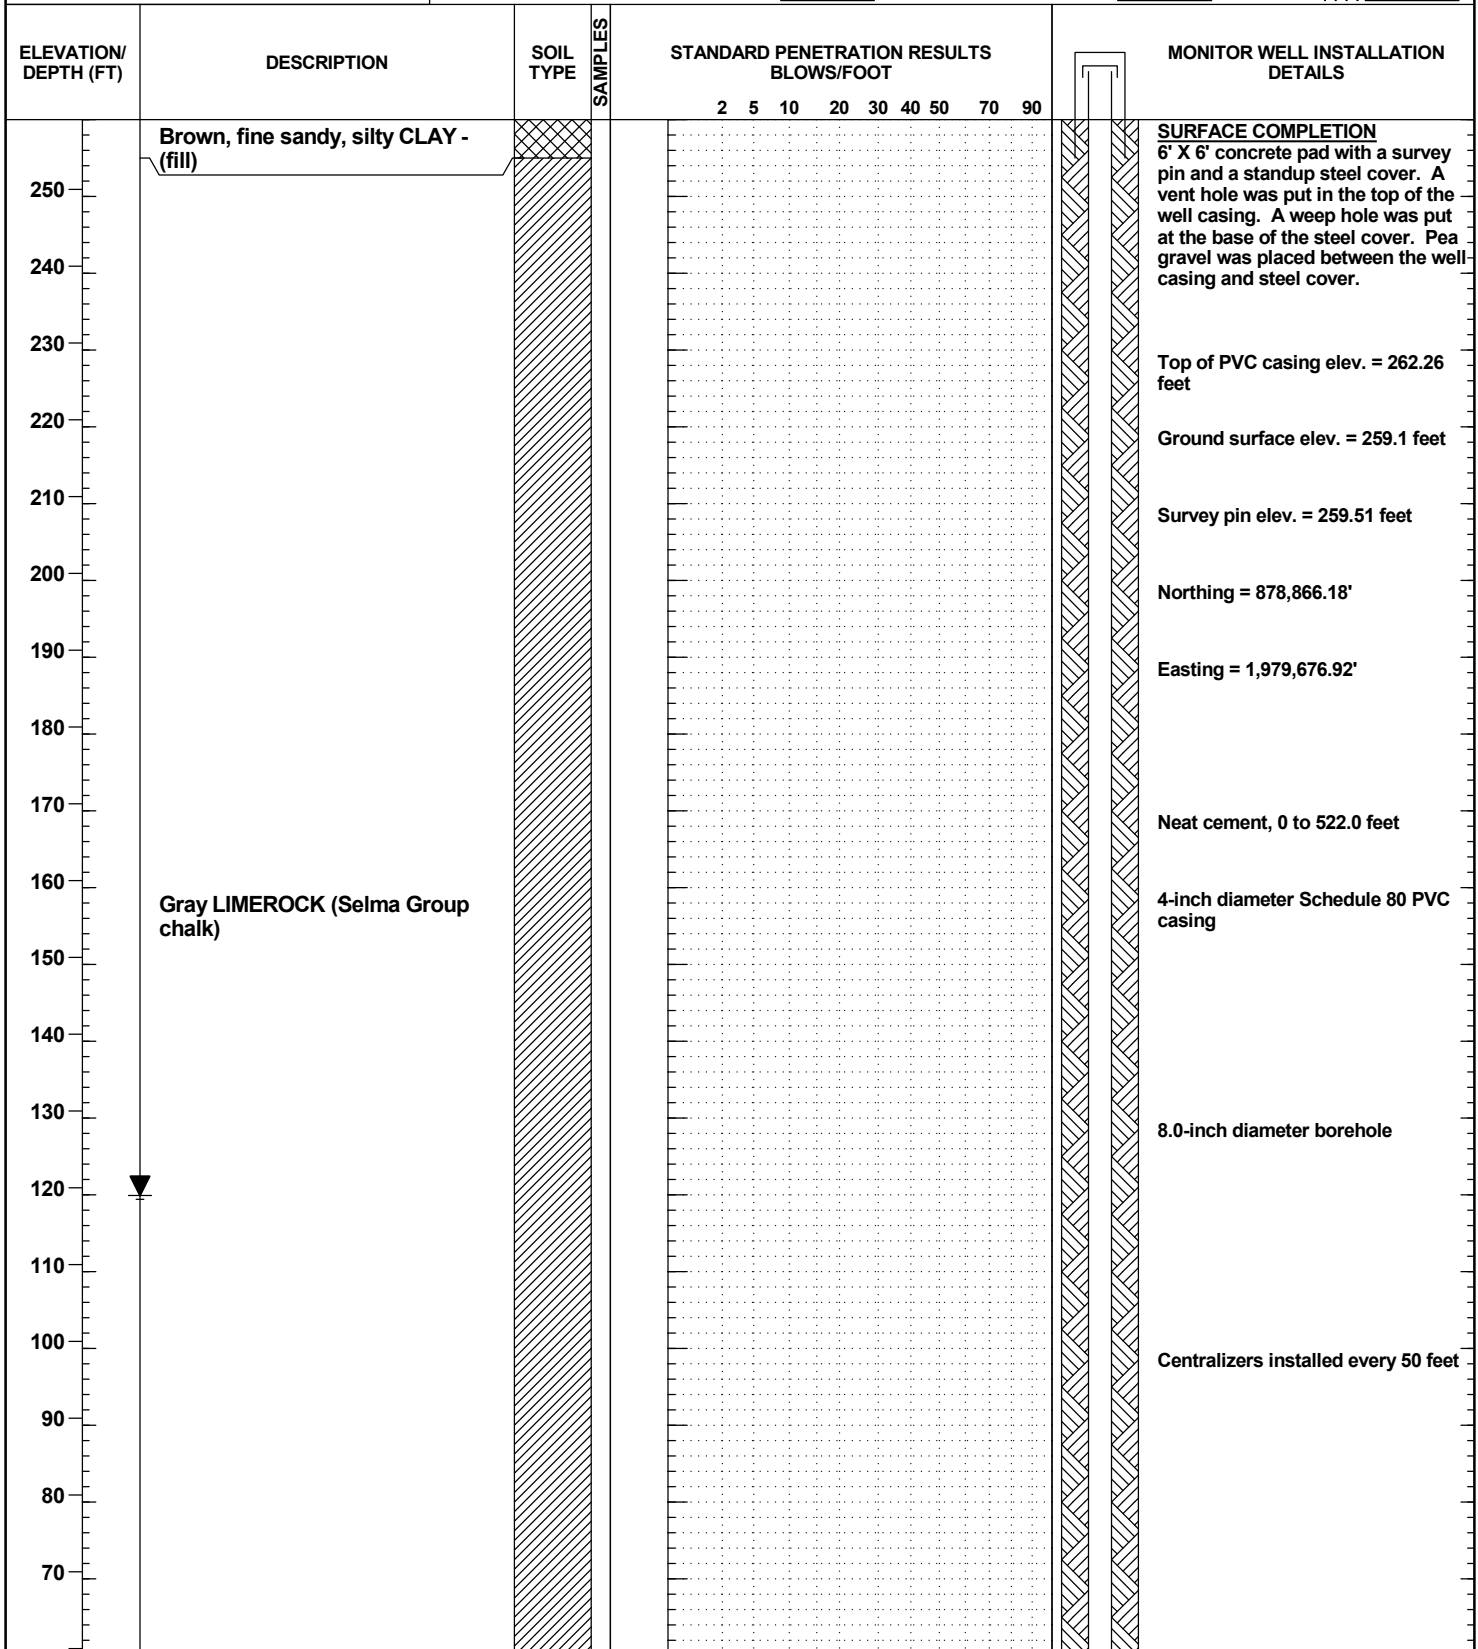 ELEVATION/
DEPTH (FT)
DESCRIPTION
SOIL
TYPE
SAMPLES
STANDARD PENETRATION RESULTS
BLOWS/FOOT
2 5 10 20 30 40 50 70 90
MONITOR WELL INSTALLATION
DETAILS
Brown, fine sandy, silty CLAY -
(fill)
SURFACE COMPLETION
6' X 6' concrete pad with a survey
pin and a standup steel cover. A
vent hole was put in the top of the
well casing. A weep hole was put
at the base of the steel cover. Pea
gravel was placed between the well
casing and steel cover.
250
240
230
Top of PVC casing elev. = 262.26
feet
220
Ground surface elev. = 259.1 feet
210
Survey pin elev. = 259.51 feet
200
Northing = 878,866.18'
190
Easting = 1,979,676.92'
180
170
Neat cement, 0 to 522.0 feet
160
Gray LIMEROCK (Selma Group
chalk)
4-inch diameter Schedule 80 PVC
casing
150
140
130
8.0-inch diameter borehole
120
110
100
Centralizers installed every 50 feet
90
80
70